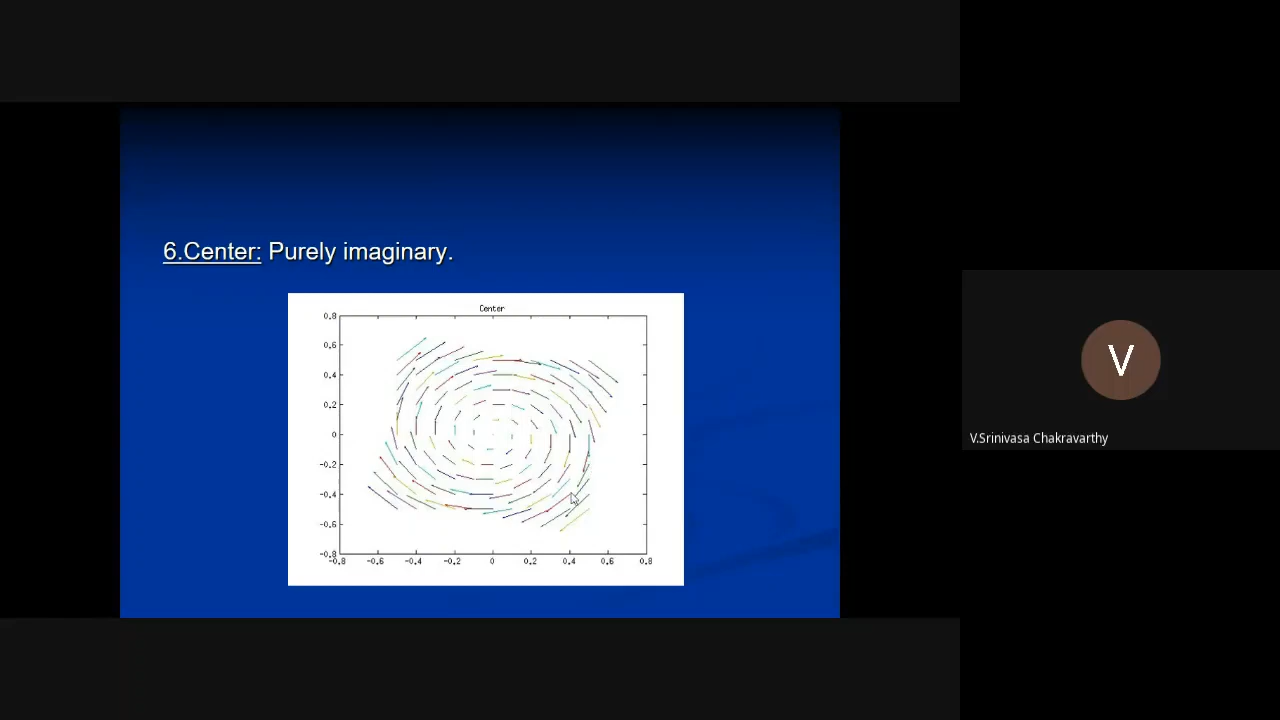 6.Center: Purely imaginary.
Center
0.8
0.6
0.4
0.2
0
-0.2
-0.4
-0.6
-0.8
-0.8 -0.6 -0.4 -0.2 0 0.2 0.4 0.6 0.8
V
V.Srinivasa Chakravarthy